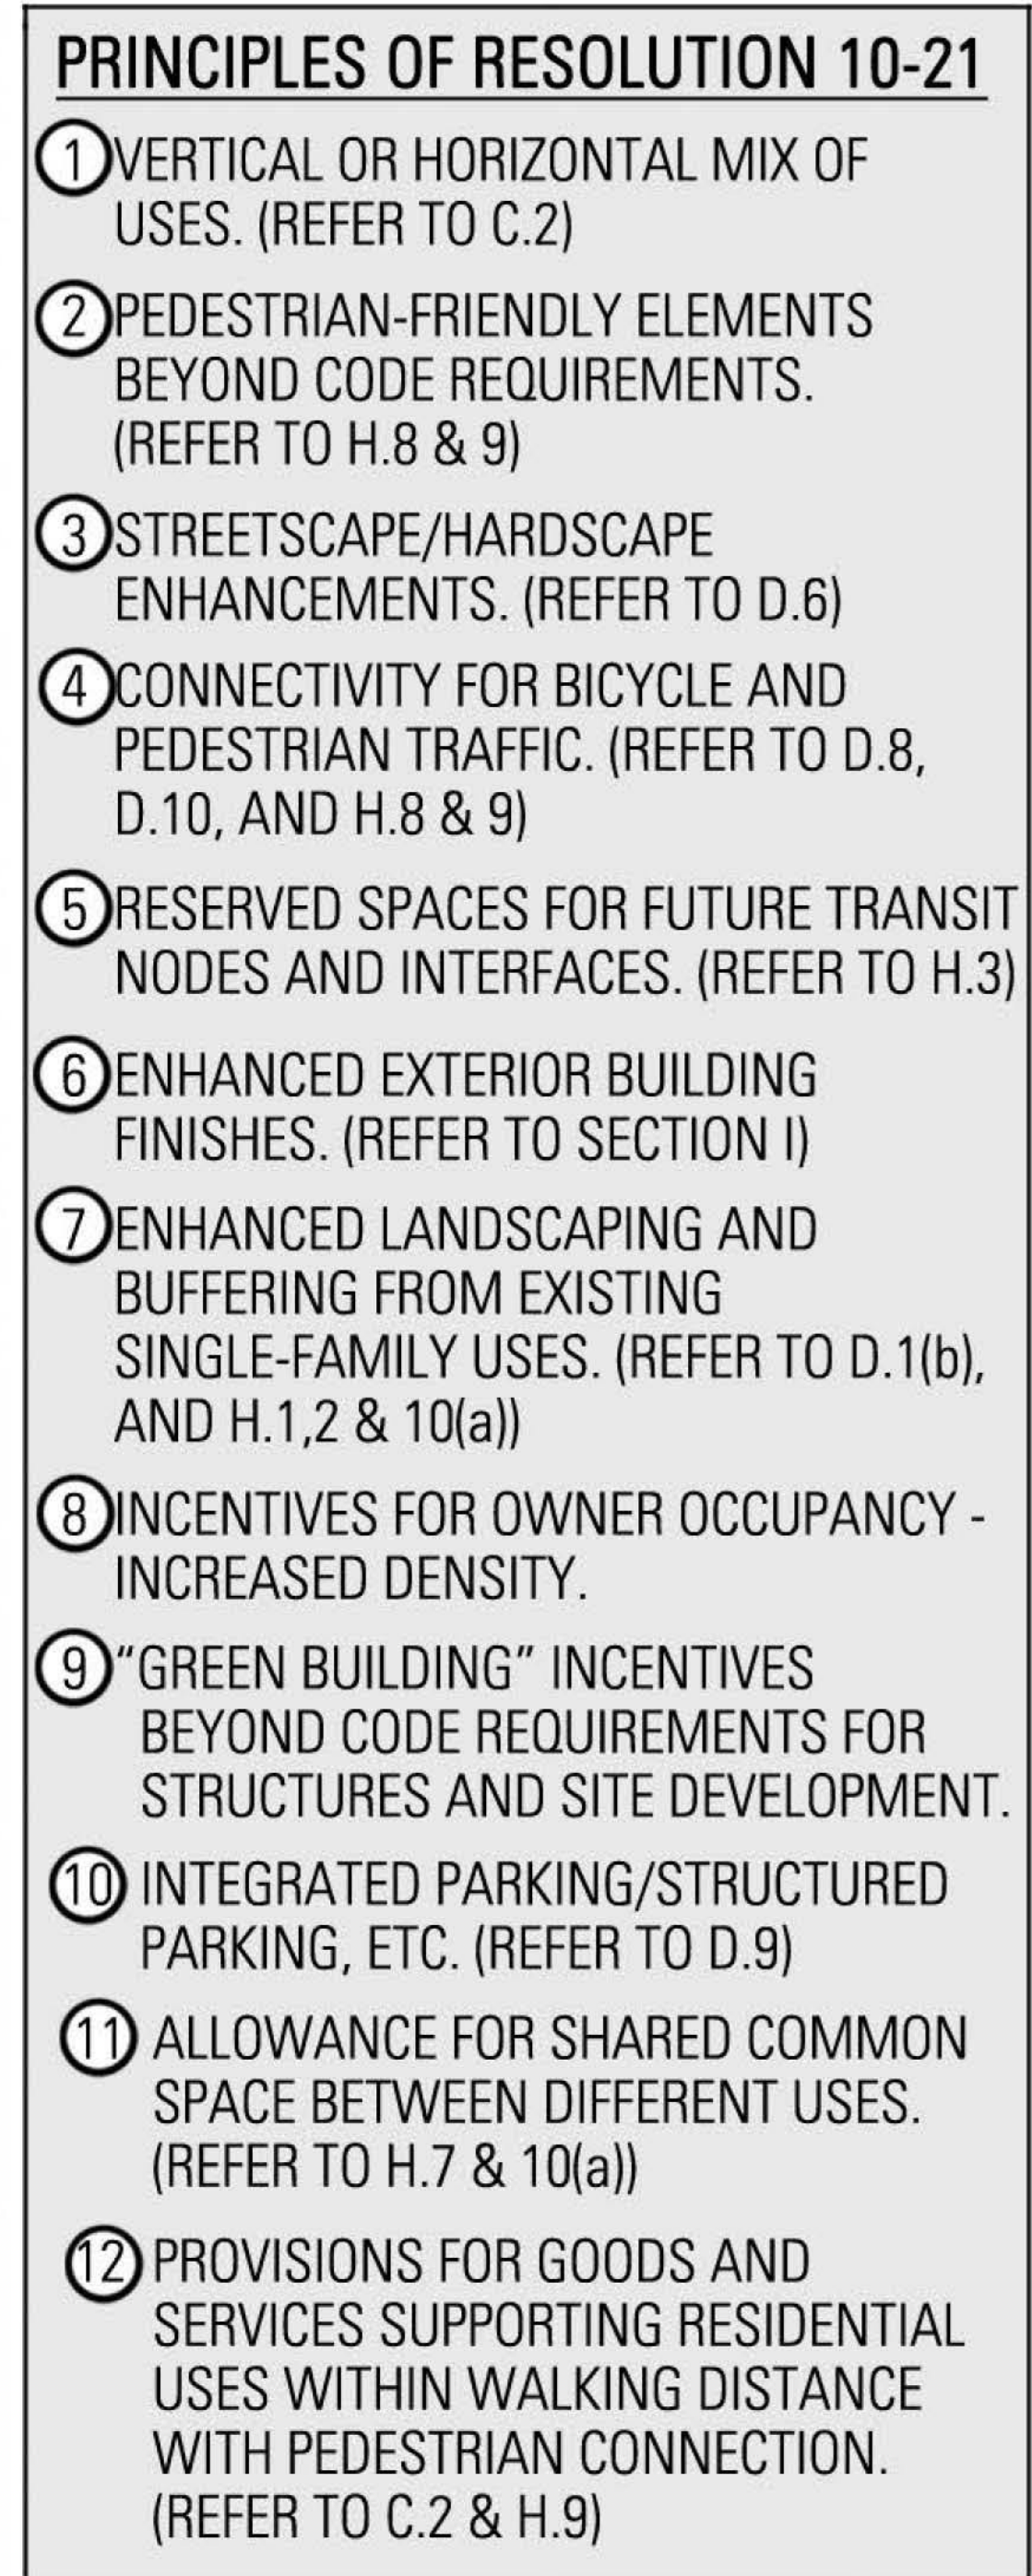 PRINCIPLES OF RESOLUTION 10-21
1 VERTICAL OR HORIZONTAL MIX OF
USES. (REFER TO C.2)
2 PEDESTRIAN-FRIENDLY ELEMENTS
BEYOND CODE REQUIREMENTS.
(REFER TO H.8 & 9)
3 STREETSCAPE/HARDSCAPE
ENHANCEMENTS. (REFER TO D.6)
4 CONNECTIVITY FOR BICYCLE AND
PEDESTRIAN TRAFFIC. (REFER TO D.8,
D.10, AND H.8 & 9)
5 RESERVED SPACES FOR FUTURE TRANSIT
NODES AND INTERFACES. (REFER TO H.3)
6 ENHANCED EXTERIOR BUILDING
FINISHES. (REFER TO SECTION I)
7 ENHANCED LANDSCAPING AND
BUFFERING FROM EXISTING
SINGLE-FAMILY USES. (REFER TO D.1(b),
AND H.1,2 & 10(a))
8 INCENTIVES FOR OWNER OCCUPANCY -
INCREASED DENSITY.
9 “GREEN BUILDING” INCENTIVES
BEYOND CODE REQUIREMENTS FOR
STRUCTURES AND SITE DEVELOPMENT.
10 INTEGRATED PARKING/STRUCTURED
PARKING, ETC. (REFER TO D.9)
11 ALLOWANCE FOR SHARED COMMON
SPACE BETWEEN DIFFERENT USES.
(REFER TO H.7 & 10(a))
12 PROVISIONS FOR GOODS AND
SERVICES SUPPORTING RESIDENTIAL
USES WITHIN WALKING DISTANCE
WITH PEDESTRIAN CONNECTION.
(REFER TO C.2 & H.9)